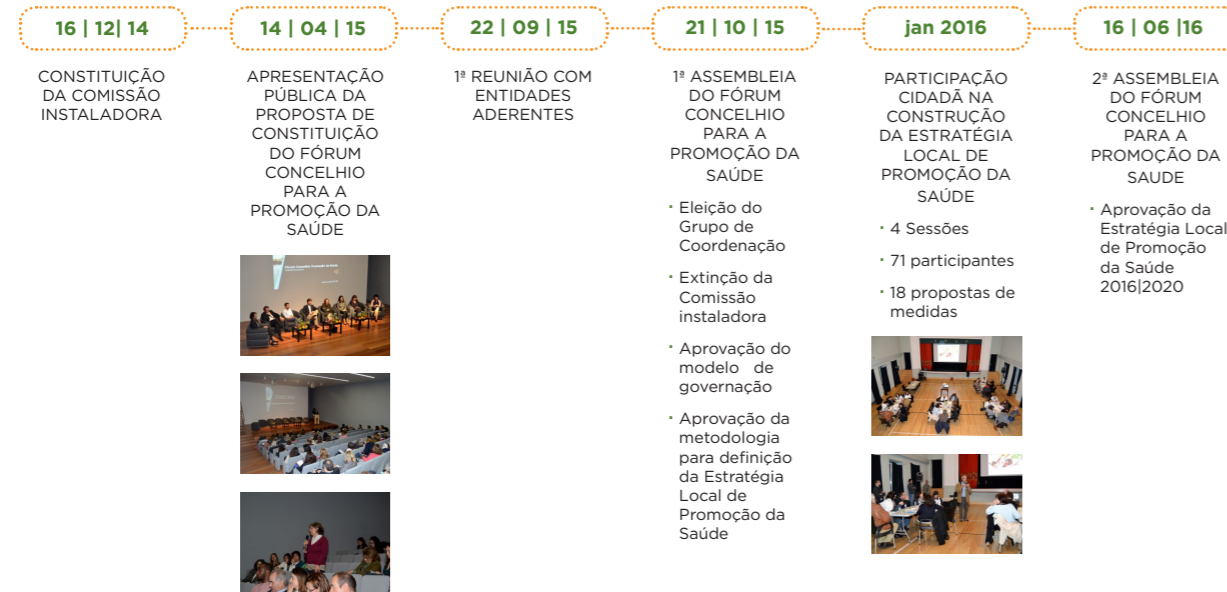 16 | 12| 14
CONSTITUIÇÃO
DA COMISSÃO
INSTALADORA
14 | 04 | 15
APRESENTAÇÃO
PÚBLICA DA
PROPOSTA DE
CONSTITUIÇÃO
DO FÓRUM
CONCELHIO
PARA A
PROMOÇÃO DA
SAÚDE
22 | 09 | 15
1ª REUNIÃO COM
ENTIDADES
ADERENTES
21 | 10 | 15
1ª ASSEMBLEIA
DO FÓRUM
CONCELHIO
PARA A
PROMOÇÃO DA
SAÚDE
· Eleição do
Grupo de
Coordenação
· Extinção da
Comissão
instaladora
· Aprovação do
modelo de
governação
· Aprovação da
metodologia
para definição
da Estratégia
Local de
Promoção da
Saúde
jan 2016
PARTICIPAÇÃO
CIDADÃ NA
CONSTRUÇÃO
DA ESTRATÉGIA
LOCAL DE
PROMOÇÃO DA
SAÚDE
· 4 Sessões
· 71 participantes
· 18 propostas de
medidas
16 | 06 |16
2ª ASSEMBLEIA
DO FÓRUM
CONCELHIO
PARA A
PROMOÇÃO DA
SAUDE
· Aprovação da
Estratégia Local
de Promoção
da Saúde
2016|2020